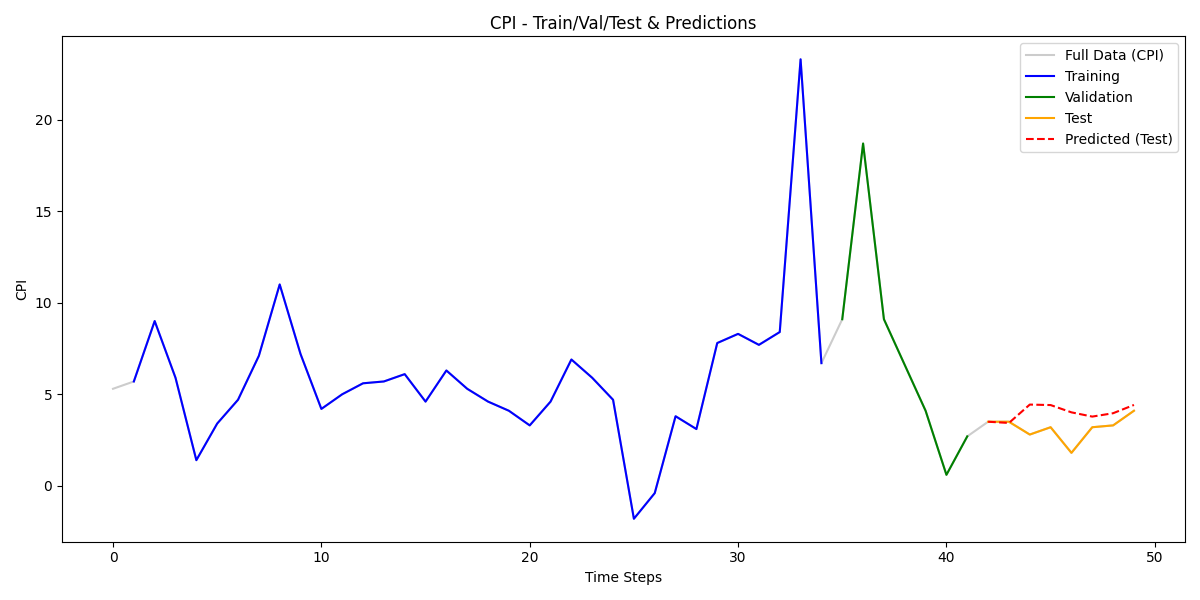 CPI - Train/Val/Test & Predictions
Full Data (CPI)
Training
Validation
Test
Predicted (Test)
CPI
20
15
10
5
0
0 10 20 30 40 50
Time Steps